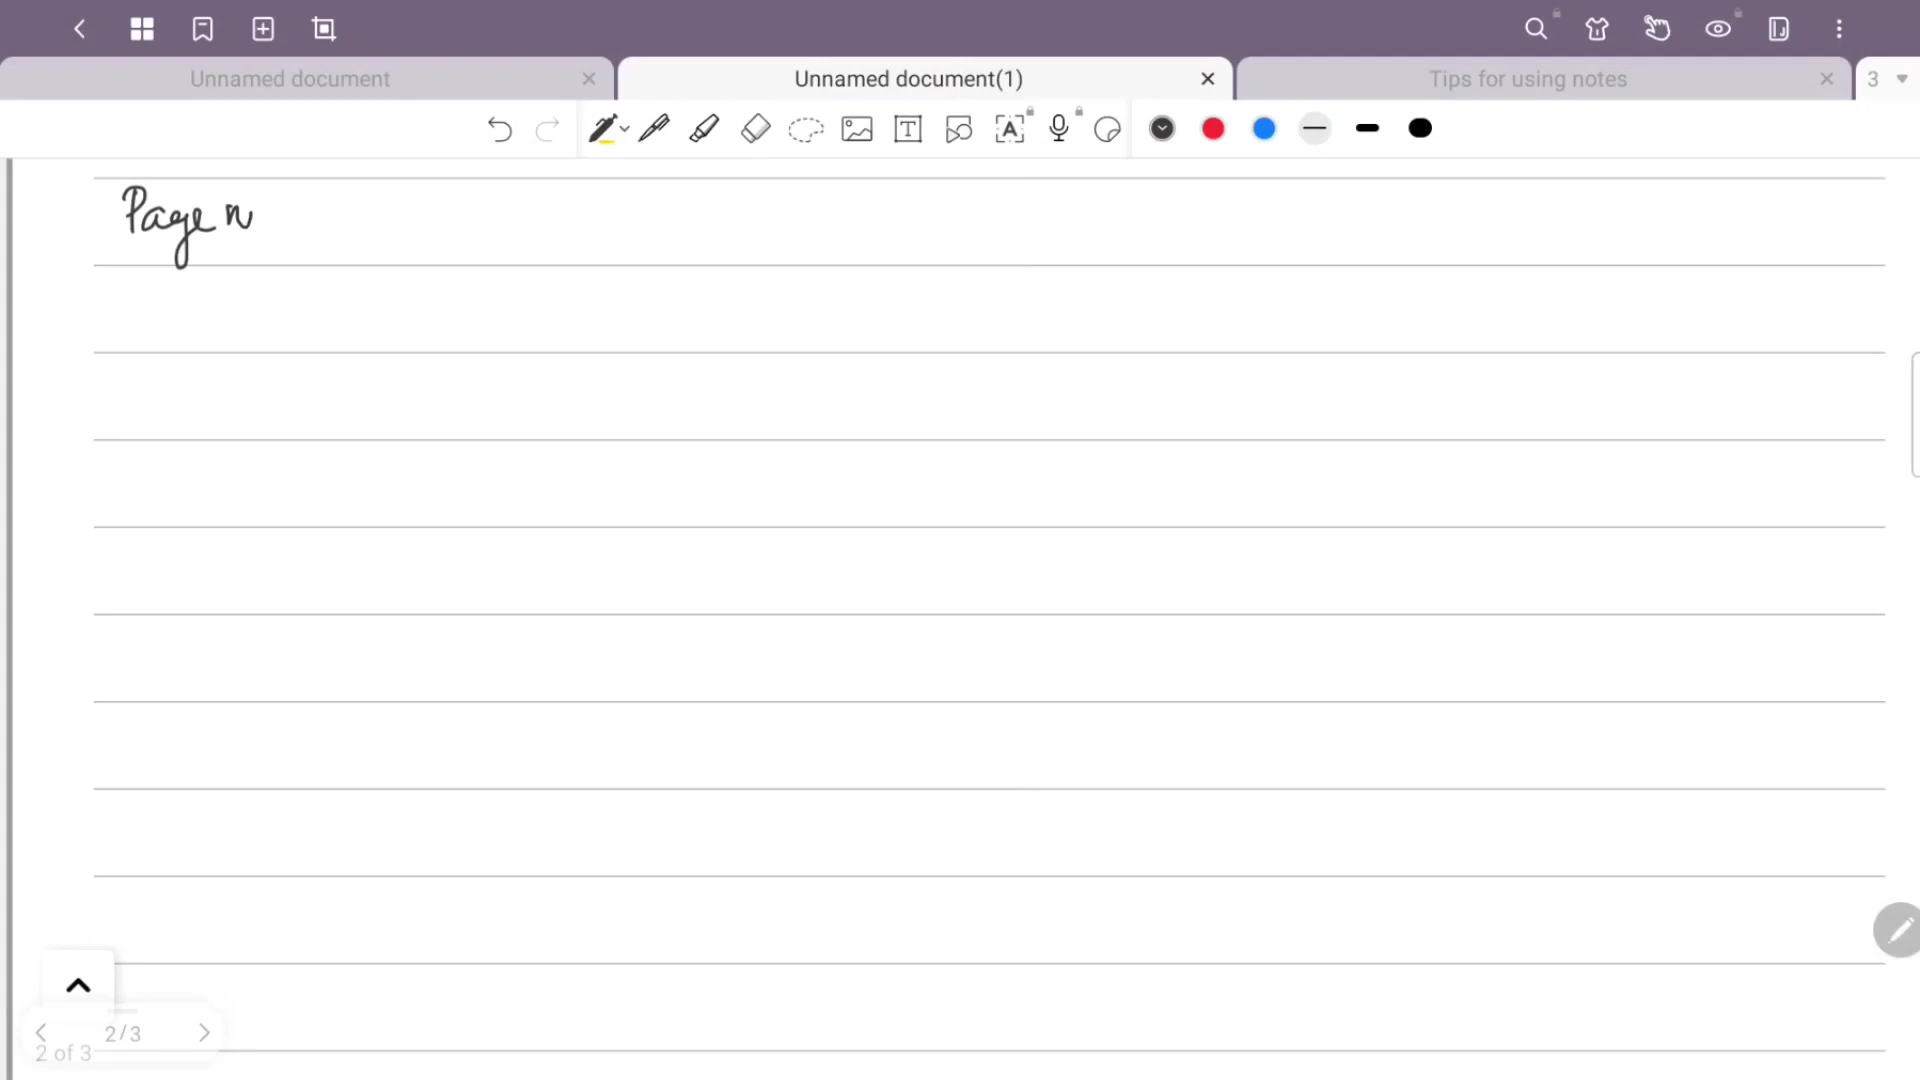 Unnamed document
Unnamed document(1)
Tips for using notes
3
Page n
2/3
2 of 3